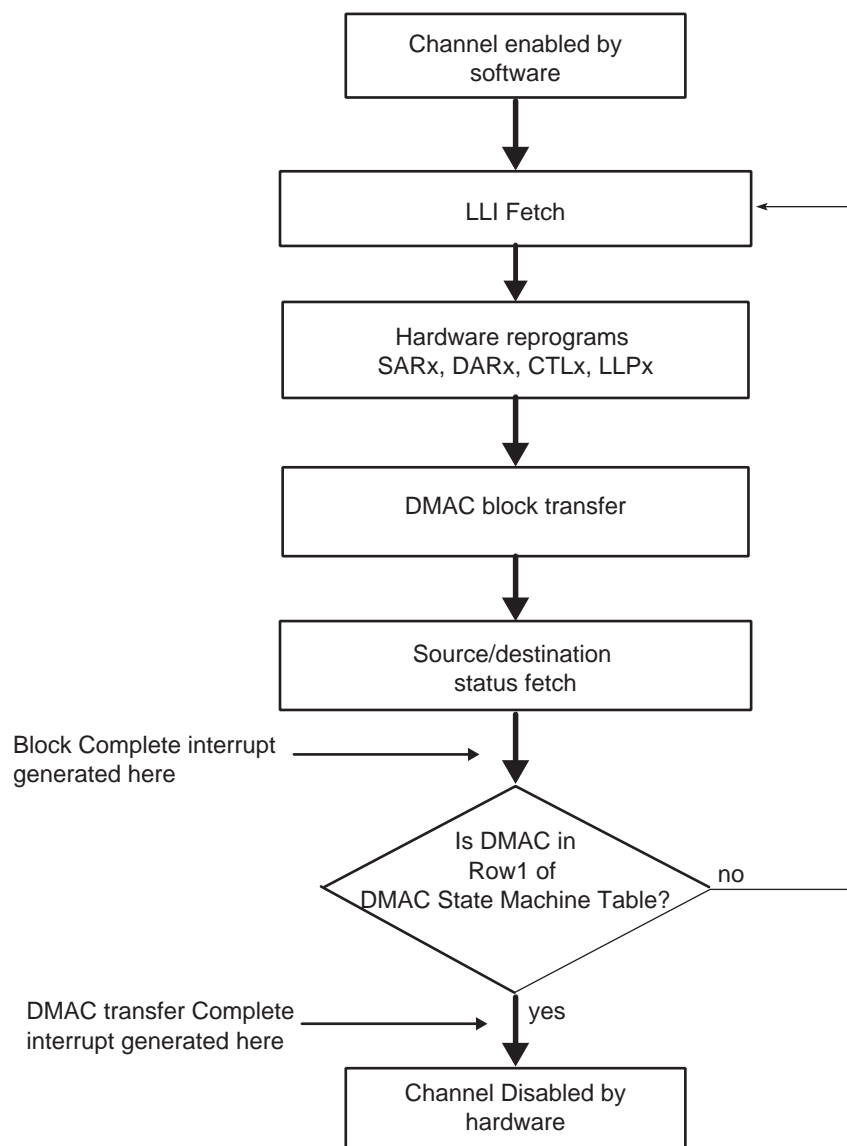 Channel enabled by
software
LLI Fetch
Hardware reprograms
SARx, DARx, CTLx, LLPx
DMAC block transfer
Source/destination
status fetch
Block Complete interrupt
generated here
Is DMAC in
Row1 of
DMAC State Machine Table?
no
DMAC transfer Complete
interrupt generated here
yes
Channel Disabled by
hardware